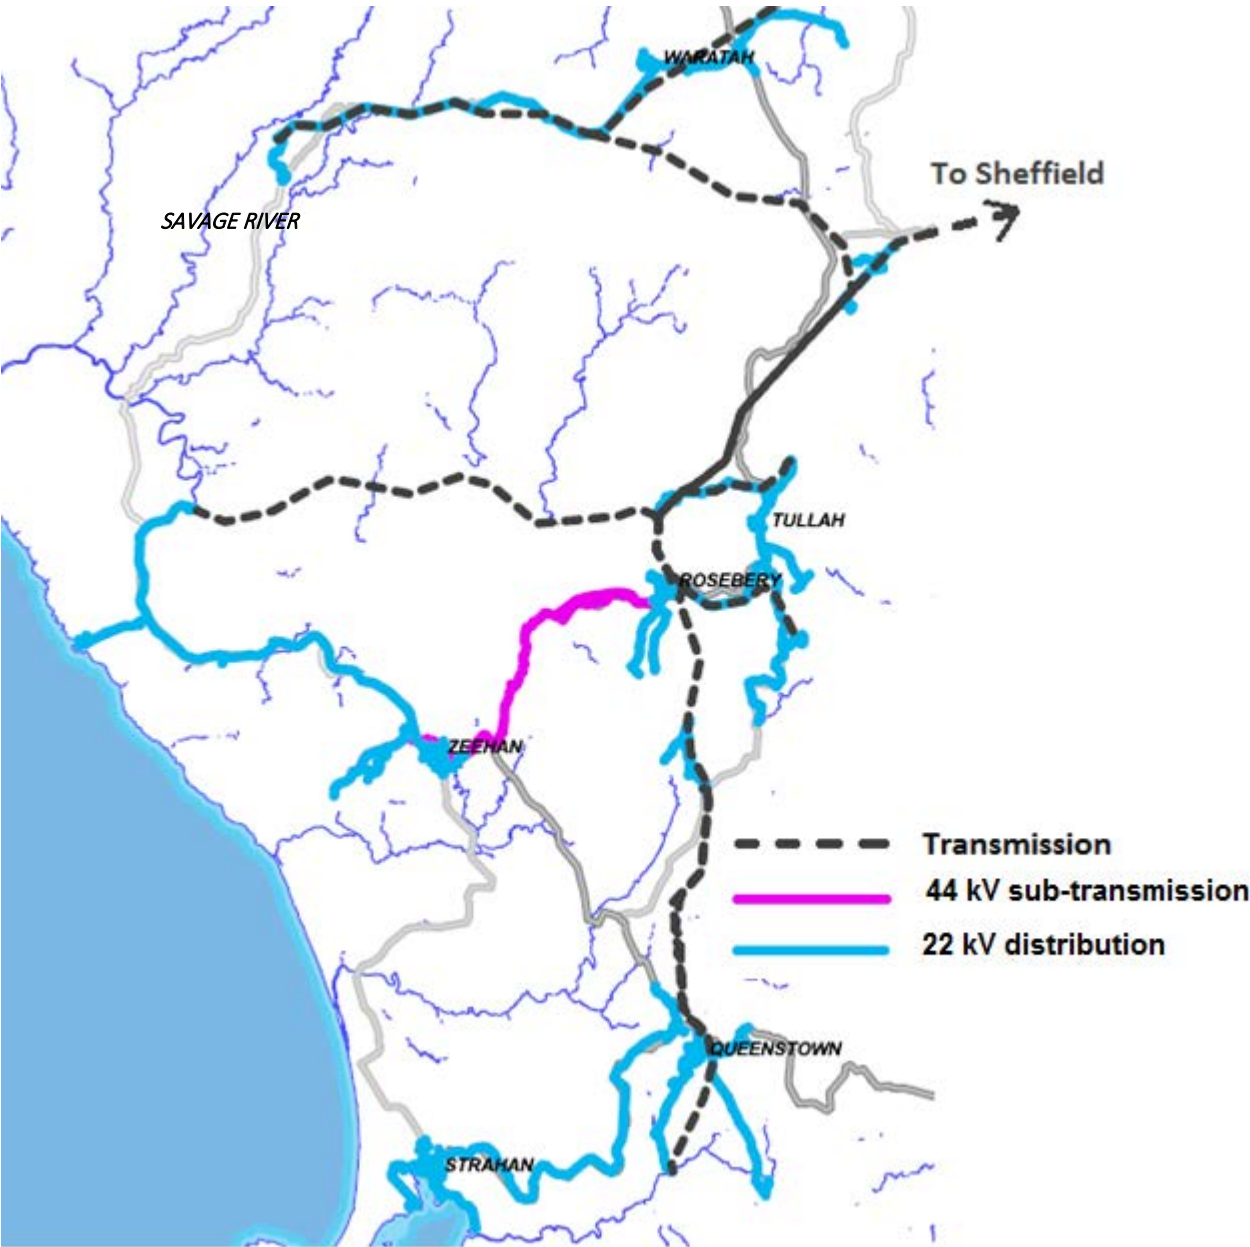 WARATAH
To Sheffield
SAVAGE RIVER
TULLAH
ROSEBERY
ZEEHAN
Transmission
44 kV sub-transmission
22 kV distribution
QUEENSTOWN
STRAHAN